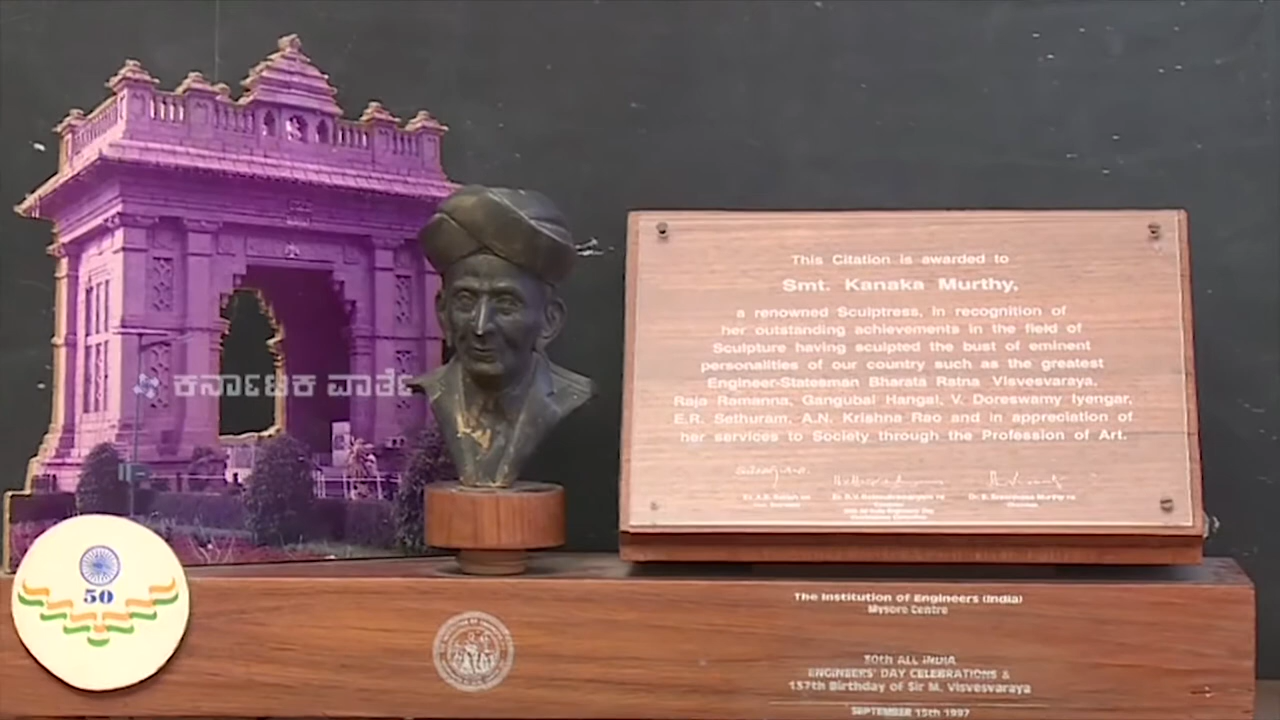 ಕರ್ನಾಟಕ ವಾರ್ತೆ
This Citation is awarded to
Smt. Kanaka Murthy,
a renowned Sculptress, in recognition of
her outstanding achievements in the field of
Sculpture having sculpted the bust of eminent
personalities of our country such as the greatest
Engineer-Statesman Bharata Ratna Visvesvaraya,
Raja Ramanna, Gangubai Hangal, V. Doreswamy Iyengar,
E.R. Sethuram, A.N. Krishna Rao and in appreciation of
her services to Society through the Profession of Art.
50
The Institution of Engineers (India)
Mysore Centre
30th ALL INDIA
ENGINEERS' DAY CELEBRATIONS &
137th Birthday of Sir M. Visvesvaraya
SEPTEMBER 15th 1997